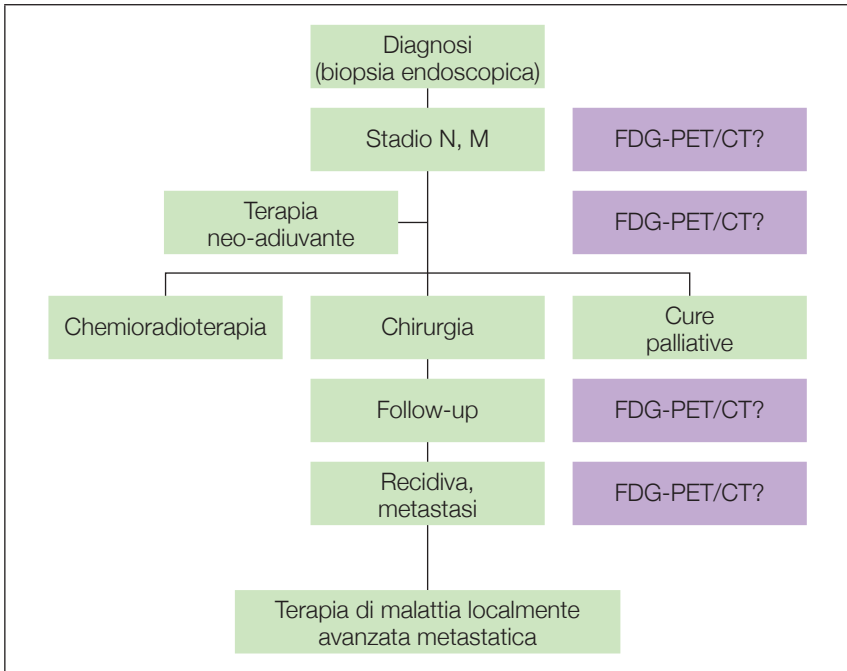 Diagnosi
(biopsia endoscopica)
Stadio N, M
FDG-PET/CT?
Terapia
neo-adiuvante
FDG-PET/CT?
Chemioradioterapia
Chirurgia
Cure
palliative
Follow-up
FDG-PET/CT?
Recidiva,
metastasi
FDG-PET/CT?
Terapia di malattia localmente
avanzata metastatica